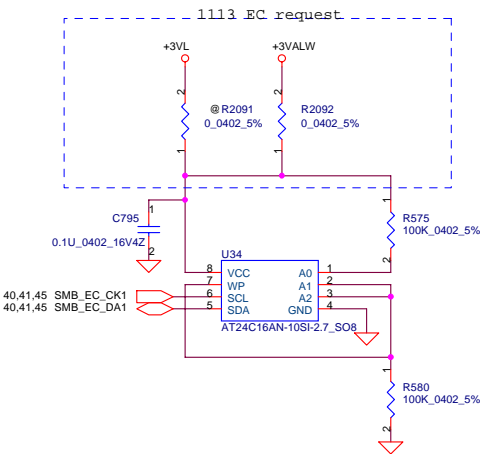 1113 EC request
+3VL
+3VALW
2
2
@ R2091
0_0402_5%
R2092
0_0402_5%
1
1
C795
0.1U_0402_16V4Z
1
2
1
R575
100K_0402_5%
2
U34
8 VCC A0 1
7 WP A1 2
6 SCL A2 3
5 SDA GND 4
AT24C16AN-10SI-2.7_SO8
40,41,45 SMB_EC_CK1
40,41,45 SMB_EC_DA1
1
R580
100K_0402_5%
2